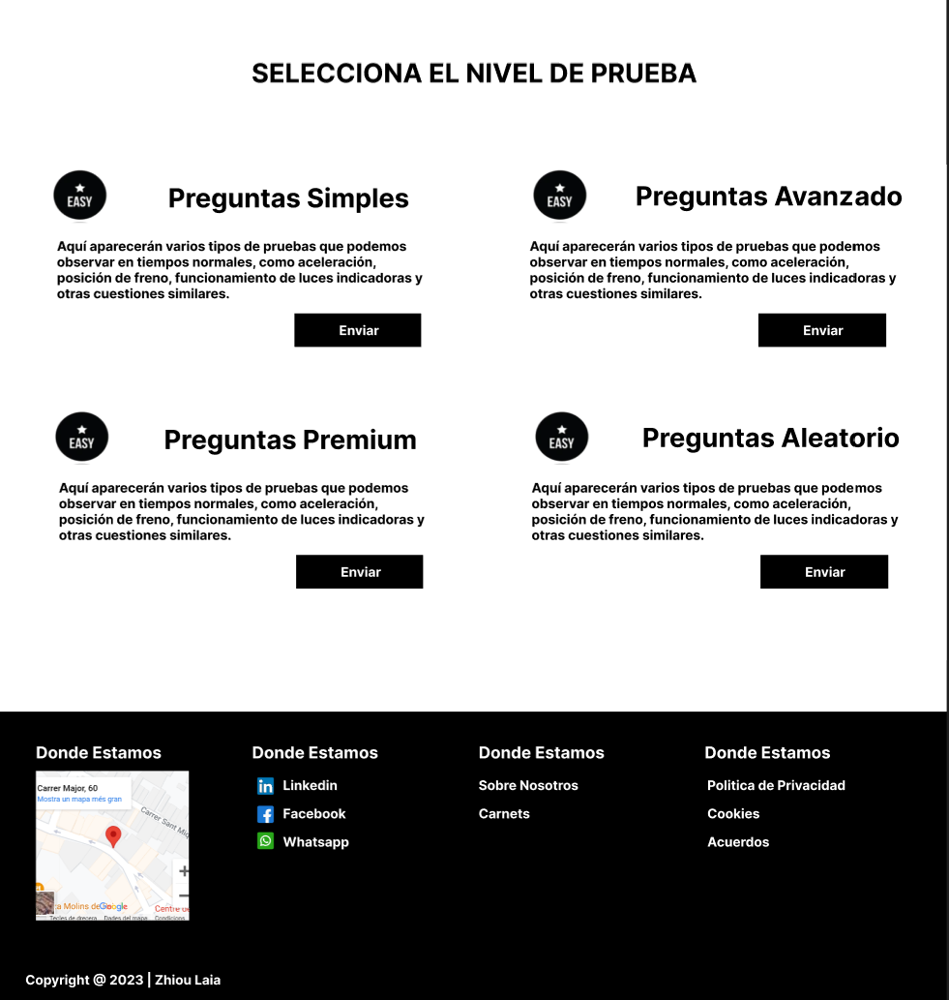 SELECCIONA EL NIVEL DE PRUEBA
EASY
Preguntas Simples
Aquí aparecerán varios tipos de pruebas que podemos
observar en tiempos normales, como aceleración,
posición de freno, funcionamiento de luces indicadoras y
otras cuestiones similares.
Enviar
EASY
Preguntas Avanzado
Aquí aparecerán varios tipos de pruebas que podemos
observar en tiempos normales, como aceleración,
posición de freno, funcionamiento de luces indicadoras y
otras cuestiones similares.
Enviar
EASY
Preguntas Premium
Aquí aparecerán varios tipos de pruebas que podemos
observar en tiempos normales, como aceleración,
posición de freno, funcionamiento de luces indicadoras y
otras cuestiones similares.
Enviar
EASY
Preguntas Aleatorio
Aquí aparecerán varios tipos de pruebas que podemos
observar en tiempos normales, como aceleración,
posición de freno, funcionamiento de luces indicadoras y
otras cuestiones similares.
Enviar
Donde Estamos
Carrer Major, 60
Mostra un mapa més gran
Carrer Sant Miq
+
−
a Molins de
Google
Centre de
Tecles de drecera
Dades del mapa
Condicions
Donde Estamos
in
Linkedin
f
Facebook
Whatsapp
Donde Estamos
Sobre Nosotros
Carnets
Donde Estamos
Politica de Privacidad
Cookies
Acuerdos
Copyright @ 2023 | Zhiou Laia